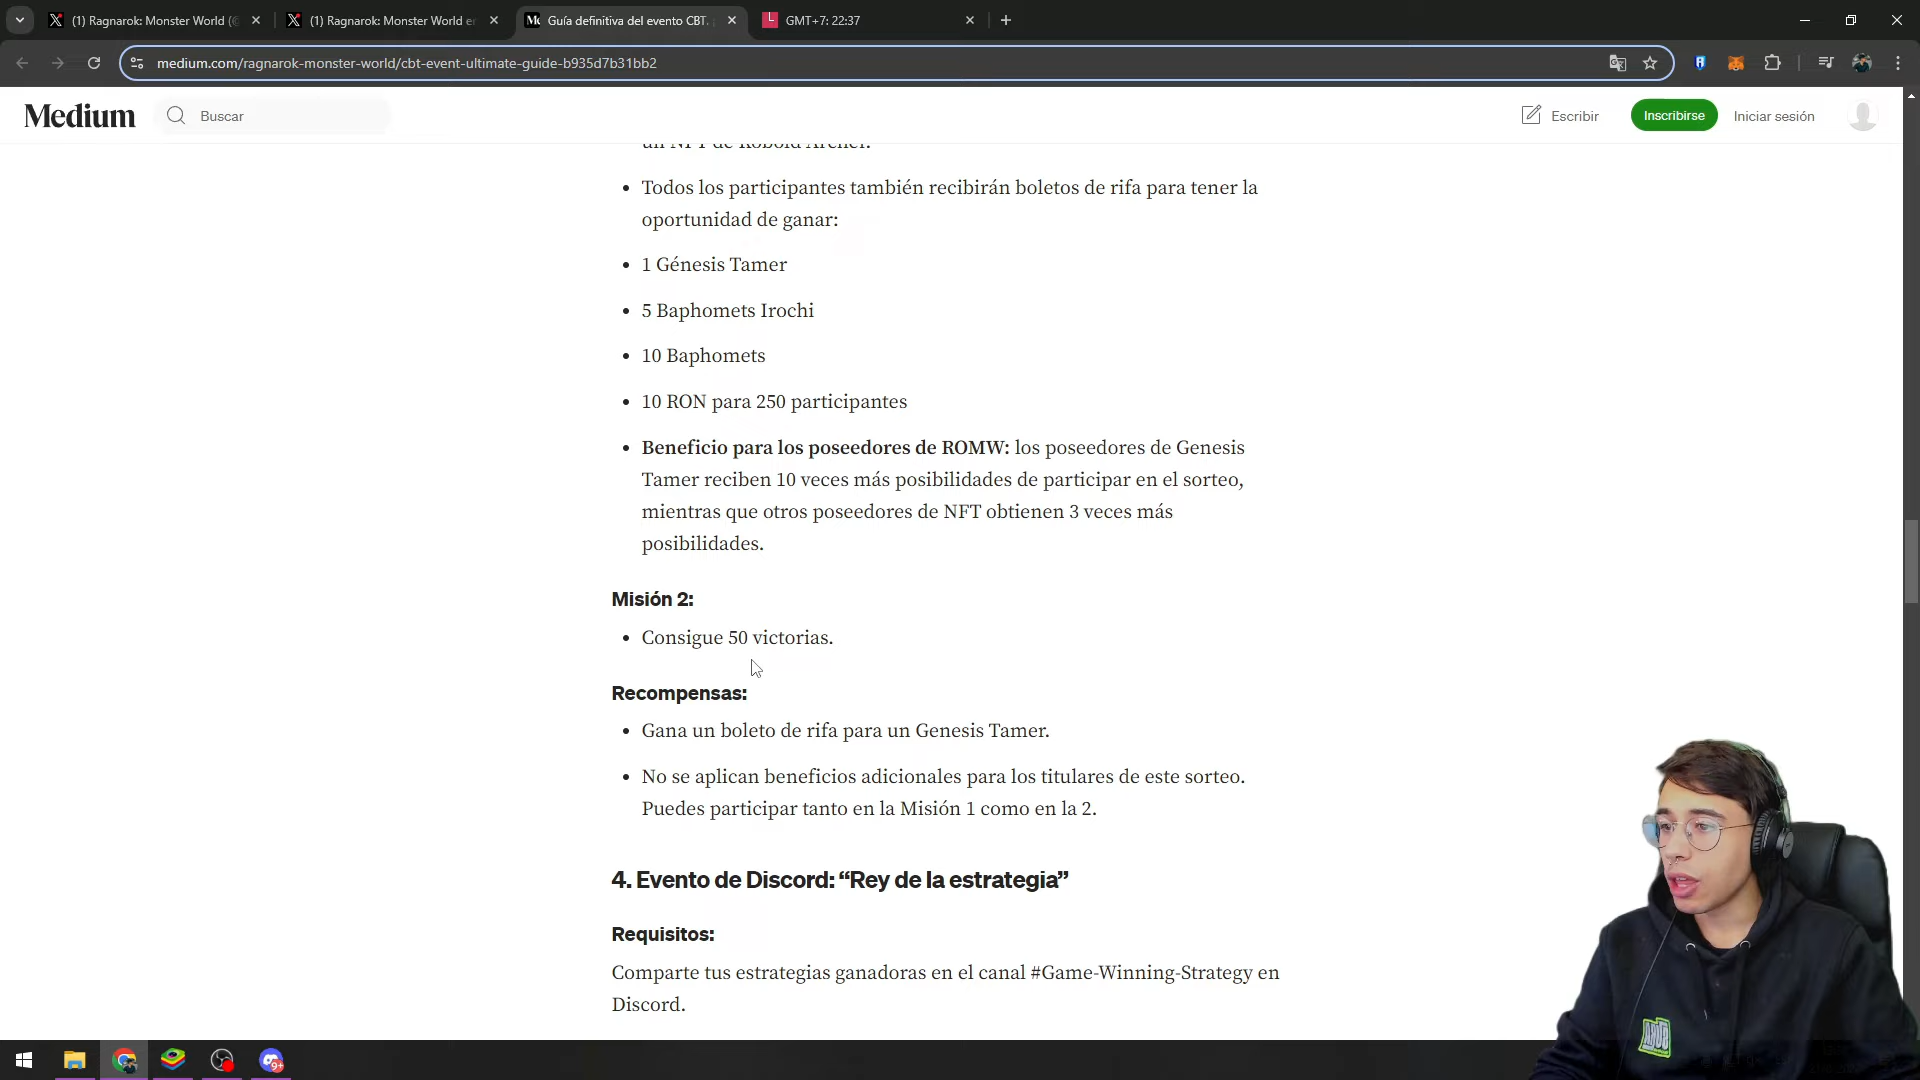 (1) Ragnarok: Monster World (@
(1) Ragnarok: Monster World en
Guía definitiva del evento CBT.
GMT+7: 22:37
medium.com/ragnarok-monster-world/cbt-event-ultimate-guide-b935d7b31bb2
Medium
Buscar
Escribir
Inscribirse
Iniciar sesión
un NFT de Kobold Archer.
Todos los participantes también recibirán boletos de rifa para tener la
oportunidad de ganar:
1 Génesis Tamer
5 Baphomets Irochi
10 Baphomets
10 RON para 250 participantes
Beneficio para los poseedores de ROMW: los poseedores de Genesis
Tamer reciben 10 veces más posibilidades de participar en el sorteo,
mientras que otros poseedores de NFT obtienen 3 veces más
posibilidades.
Misión 2:
Consigue 50 victorias.
Recompensas:
Gana un boleto de rifa para un Genesis Tamer.
No se aplican beneficios adicionales para los titulares de este sorteo.
Puedes participar tanto en la Misión 1 como en la 2.
4. Evento de Discord: “Rey de la estrategia”
Requisitos:
Comparte tus estrategias ganadoras en el canal #Game-Winning-Strategy en
Discord.
9+